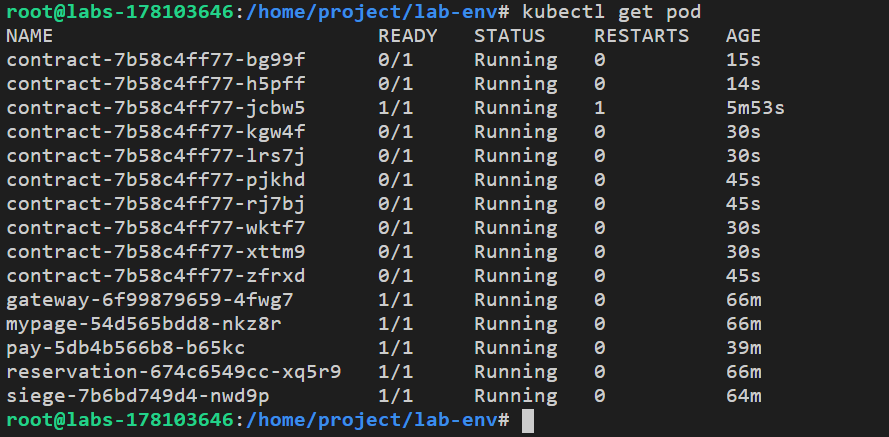 root@labs-178103646:/home/project/lab-env# kubectl get pod
NAME                           READY   STATUS    RESTARTS   AGE
contract-7b58c4ff77-bg99f      0/1     Running   0          15s
contract-7b58c4ff77-h5pff      0/1     Running   0          14s
contract-7b58c4ff77-jcbw5      1/1     Running   1          5m53s
contract-7b58c4ff77-kgw4f      0/1     Running   0          30s
contract-7b58c4ff77-lrs7j      0/1     Running   0          30s
contract-7b58c4ff77-pjkhd      0/1     Running   0          45s
contract-7b58c4ff77-rj7bj      0/1     Running   0          45s
contract-7b58c4ff77-wktf7      0/1     Running   0          30s
contract-7b58c4ff77-xttm9      0/1     Running   0          30s
contract-7b58c4ff77-zfrxd      0/1     Running   0          45s
gateway-6f99879659-4fwg7       1/1     Running   0          66m
mypage-54d565bdd8-nkz8r        1/1     Running   0          66m
pay-5db4b566b8-b65kc           1/1     Running   0          39m
reservation-674c6549cc-xq5r9   1/1     Running   0          66m
siege-7b6bd749d4-nwd9p         1/1     Running   0          64m
root@labs-178103646:/home/project/lab-env#